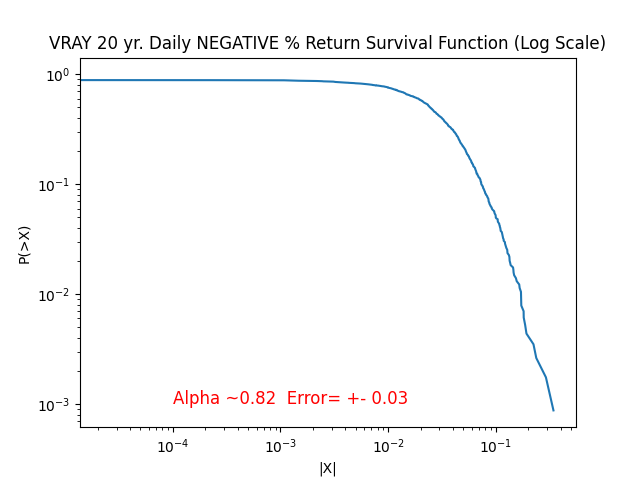 VRAY 20 yr. Daily NEGATIVE % Return Survival Function (Log Scale)
10⁰
10⁻¹
10⁻²
10⁻³
P(>X)
Alpha ~0.82  Error= +- 0.03
10⁻⁴ 10⁻³ 10⁻² 10⁻¹
|X|